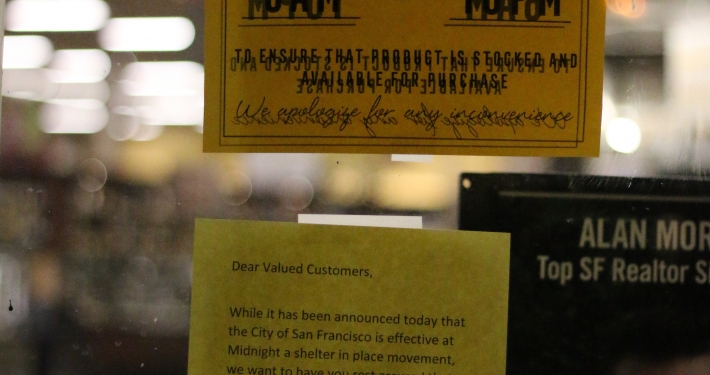 TO ENSURE THAT PRODUCT IS STOCKED AND
AVAILABLE FOR PURCHASE
We apologize for any inconvenience
ALAN MOR
Top SF Realtor S
Dear Valued Customers,
While it has been announced today that
the City of San Francisco is effective at
Midnight a shelter in place movement,
we want to have you rest